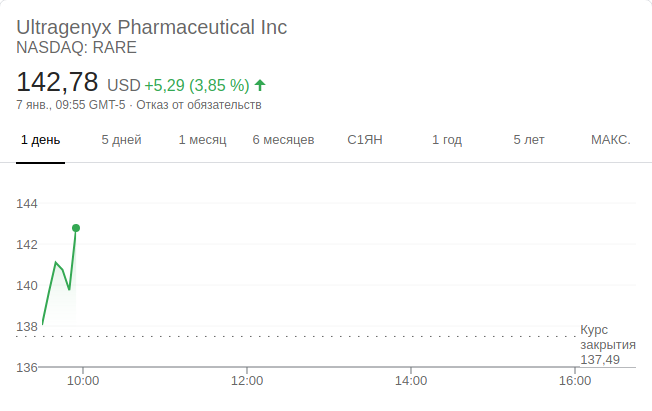 Ultragenyx Pharmaceutical Inc
NASDAQ: RARE
142,78 USD +5,29 (3,85 %)
7 янв., 09:55 GMT-5 · Отказ от обязательств
1 день 5 дней 1 месяц 6 месяцев С1ЯН 1 год 5 лет МАКС.
144
142
140
138
136
Курс
закрытия
137,49
10:00 12:00 14:00 16:00